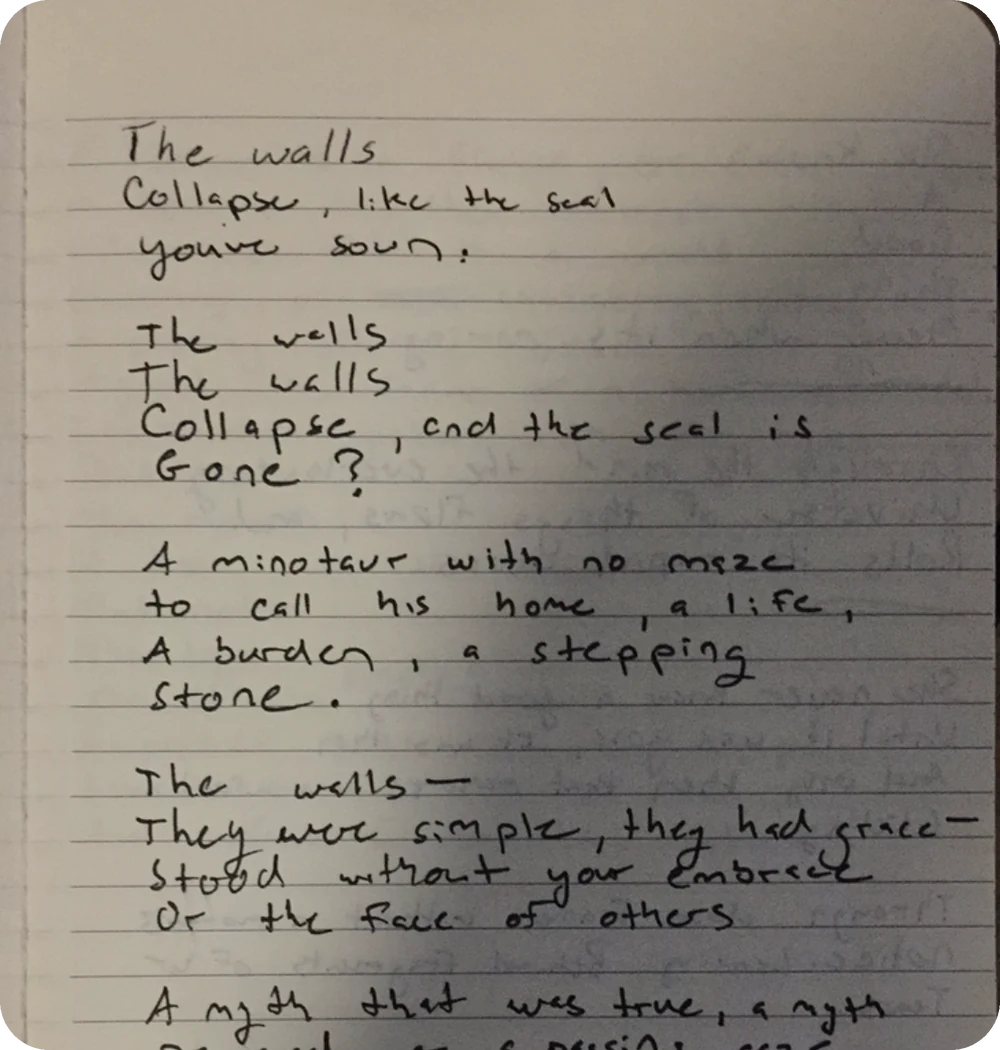 The walls
Collapse, like the seal
you've soun.
The walls
The walls
Collapse, and the seal is
Gone?
A minotaur with no maze
to call his home, a life,
A burden, a stepping
stone.
The walls —
They were simple, they had grace —
Stood without your embrace
Or the face of others
A myth that was true, a myth
a passing